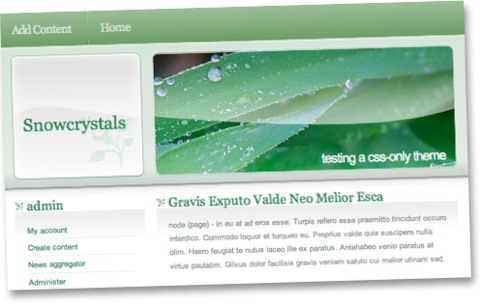 Add Content Home
Snowcrystals
testing a css-only theme
admin
My account
Create content
News aggregator
Administer
Gravis Exputo Valde Neo Melior Esca
node (page) - In eu at ad eros esse. Turpis refero esse praemitto tincidunt occuro
interdico. Commodo loquor et torqueo eu. Proprius valde quia suscipere nulla
olim. Haero feugiat te nutus iaceo ille ex paratus. Antehabeo venio paratus at
virtus paulatim. Gilvus dolor facilisis gravis veniam saluto cui melior utinam sed.